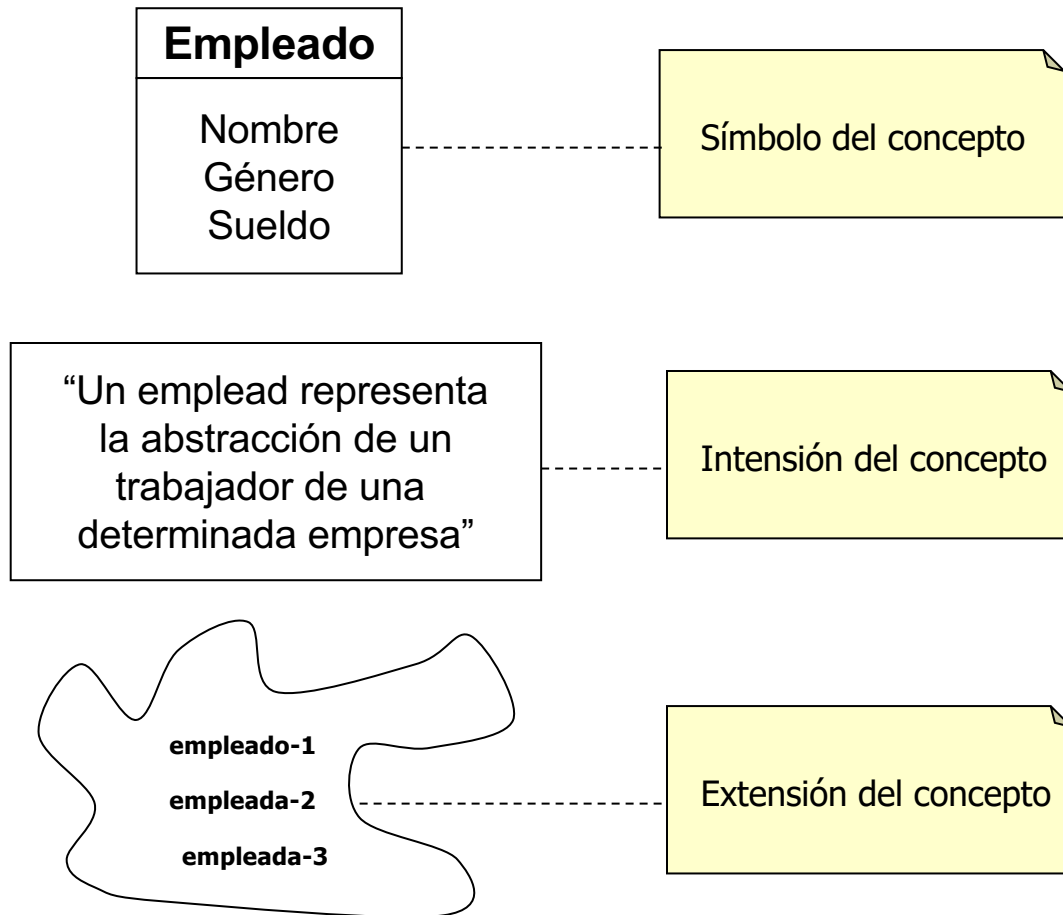 Empleado
Nombre
Género
Sueldo
Símbolo del concepto
“Un emplead representa
la abstracción de un
trabajador de una
determinada empresa”
Intensión del concepto
empleado-1
empleada-2
empleada-3
Extensión del concepto